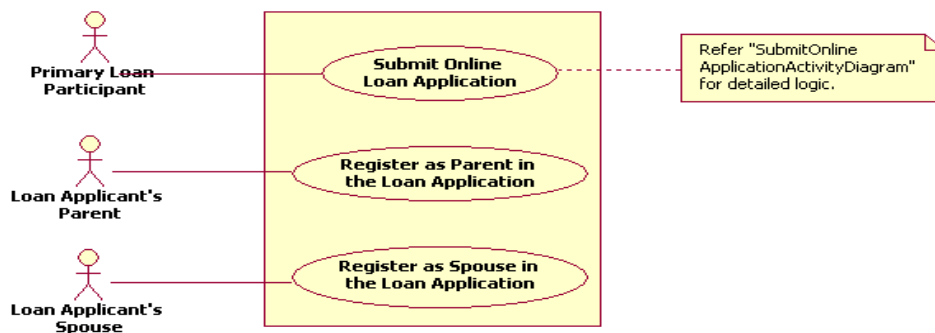 Primary Loan
Participant
Submit Online
Loan Application
Refer "SubmitOnline
ApplicationActivityDiagram"
for detailed logic.
Loan Applicant's
Parent
Register as Parent in
the Loan Application
Loan Applicant's
Spouse
Register as Spouse in
the Loan Application